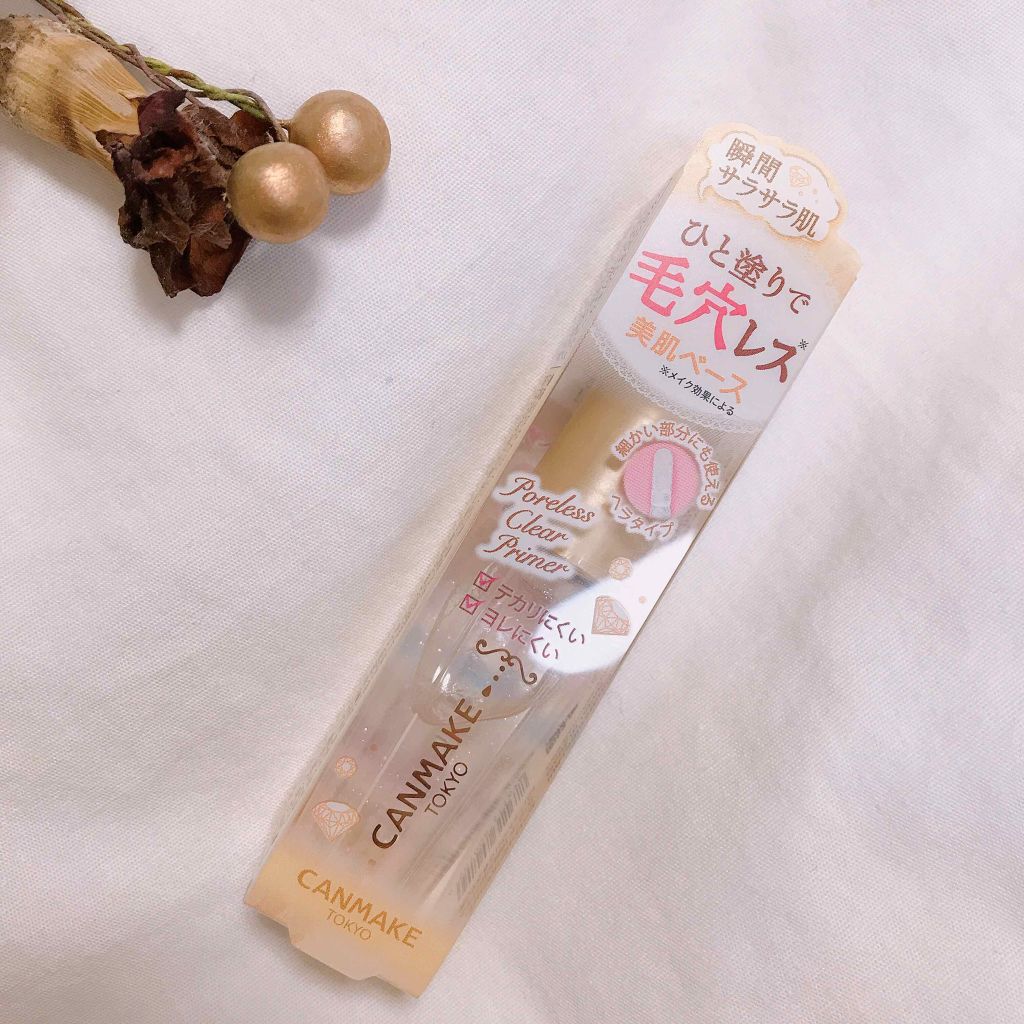 瞬間
サラサラ肌
ひと塗りで
毛穴レス※
美肌ベース
※メイク効果による
細かい部分にも使える
ヘラタイプ
Poreless
Clear
Primer
テカリにくい
ヨレにくい
CANMAKE
TOKYO
CANMAKE
TOKYO